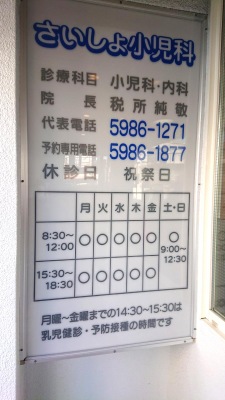 さいしょ小児科
診療科目 小児科・内科
院長 税所純敬
代表電話 5986-1271
予約専用電話 5986-1877
休診日 祝祭日
月 火 水 木 金 土・日
8:30～12:00 ○ ○ ○ ○ ○ ○ 9:00～12:30
15:30～18:30 ○ ○ ○ ○ ○
月曜～金曜までの14:30～15:30は
乳児健診・予防接種の時間です